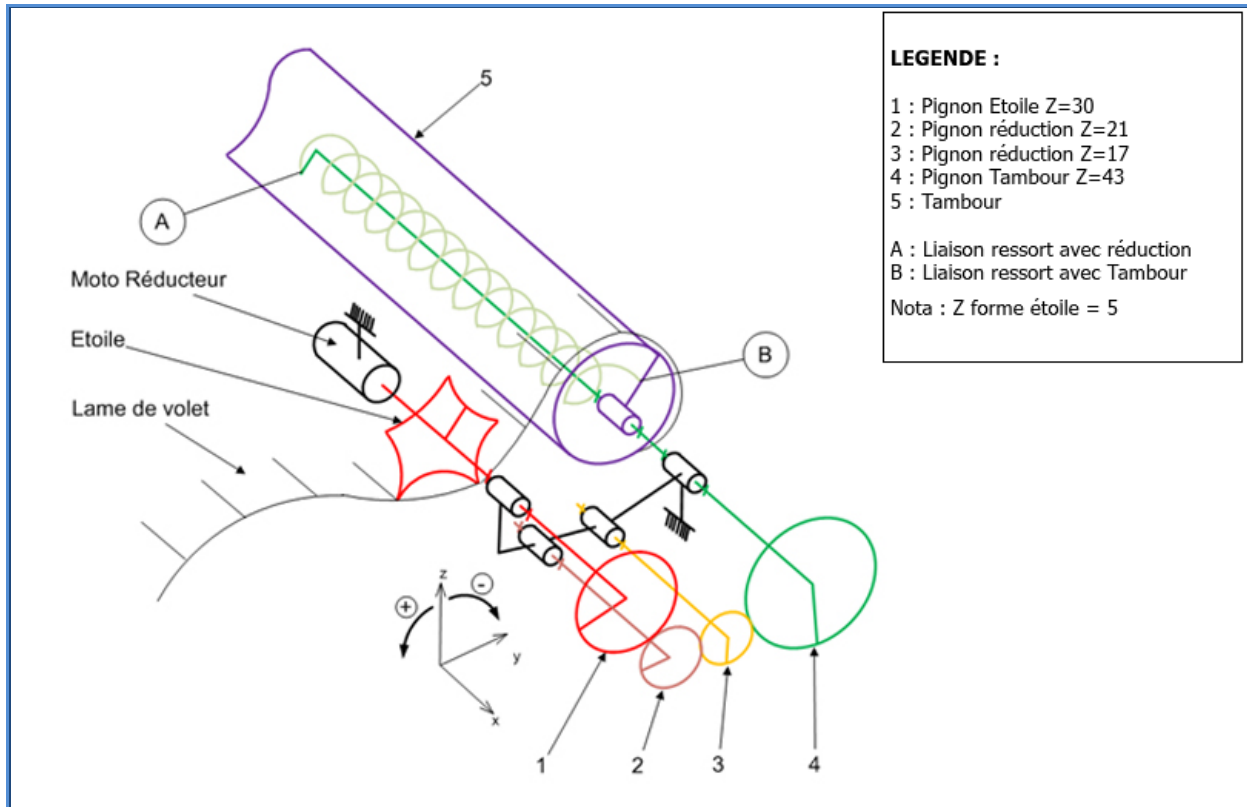 5
A
Moto Réducteur
Etoile
Lame de volet
B
z
+
-
y
x
1
2
3
4
LEGENDE :
1 : Pignon Etoile Z=30
2 : Pignon réduction Z=21
3 : Pignon réduction Z=17
4 : Pignon Tambour Z=43
5 : Tambour
A : Liaison ressort avec réduction
B : Liaison ressort avec Tambour
Nota : Z forme étoile = 5